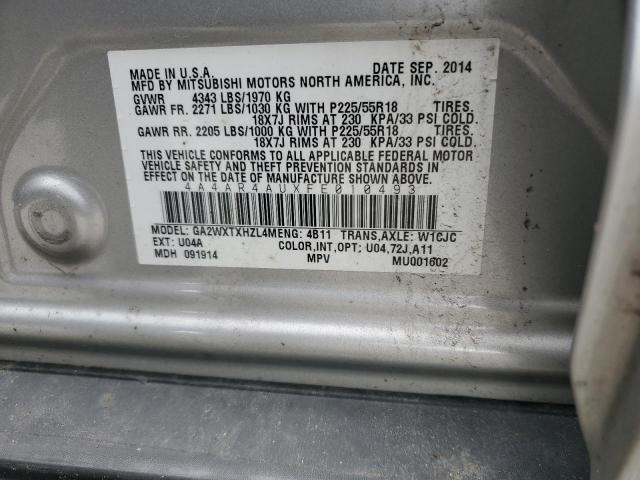 MADE IN U.S.A. DATE SEP. 2014
MFD BY MITSUBISHI MOTORS NORTH AMERICA, INC.
GVWR 4343 LBS/1970 KG
GAWR FR. 2271 LBS/1030 KG WITH P225/55R18 TIRES.
18X7J RIMS AT 230 KPA/33 PSI COLD.
GAWR RR. 2205 LBS/1000 KG WITH P225/55R18 TIRES.
18X7J RIMS AT 230 KPA/33 PSI COLD.
THIS VEHICLE CONFORMS TO ALL APPLICABLE FEDERAL MOTOR
VEHICLE SAFETY AND THEFT PREVENTION STANDARDS IN
EFFECT ON THE DATE OF MANUFACTURE SHOWN ABOVE.
4A4AR4AUXFE010493
MODEL: GA2WXTXHZL4MENG: 4B11 TRANS,AXLE: W1CJC
EXT: U04A COLOR,INT,OPT: U04,72J,A11
MDH 091914 MPV MU001602